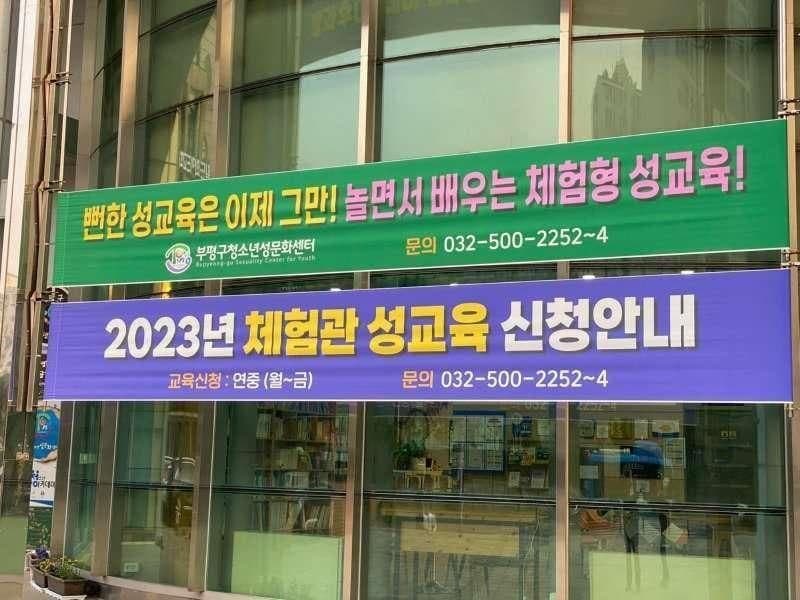 뻔한 성교육은 이제 그만! 놀면서 배우는 체험형 성교육!
부평구청소년성문화센터
Bupyeong-gu Sexuality Center for Youth
문의 032-500-2252~4
2023년 체험관 성교육 신청안내
교육신청 : 연중 (월~금)
문의 032-500-2252~4